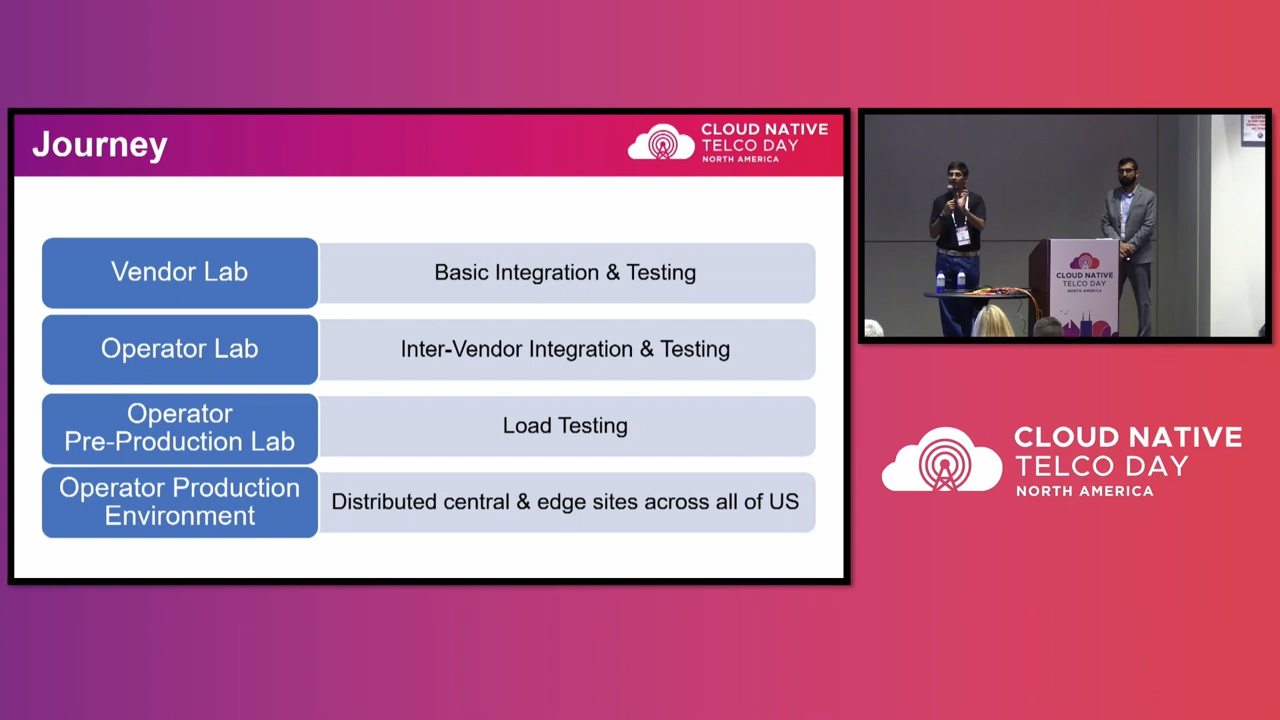 Journey
CLOUD NATIVE
TELCO DAY
NORTH AMERICA
Vendor Lab
Basic Integration & Testing
Operator Lab
Inter-Vendor Integration & Testing
Operator
Pre-Production Lab
Load Testing
Operator Production
Environment
Distributed central & edge sites across all of US
CLOUD NATIVE
TELCO DAY
NORTH AMERICA
CLOUD NATIVE
TELCO DAY
NORTH AMERICA